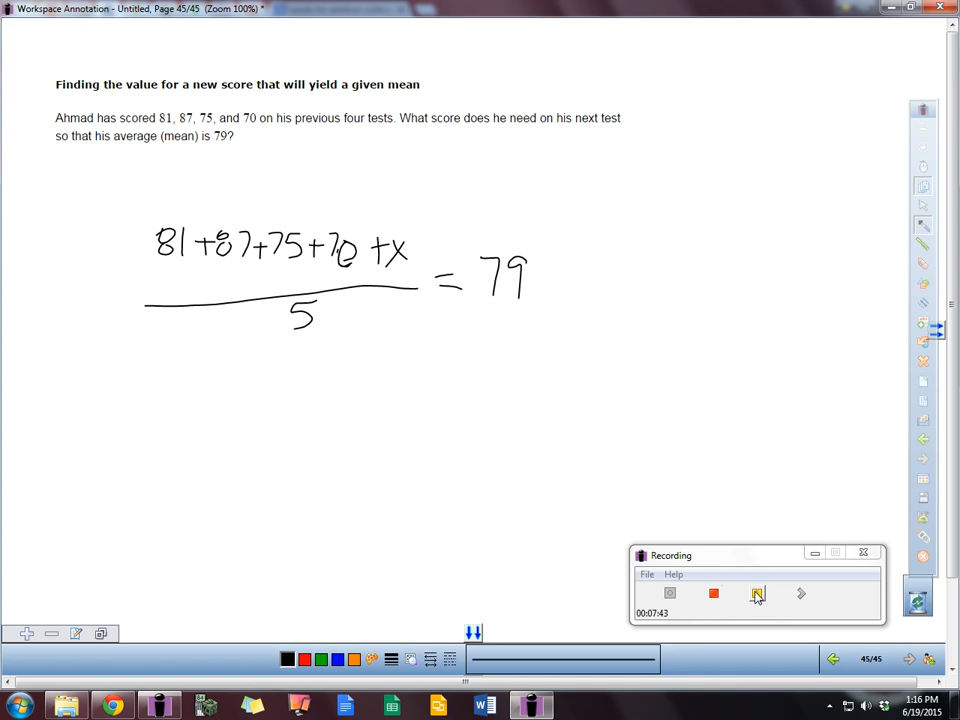 Workspace Annotation - Untitled, Page 45/45 (Zoom 100%) *
Finding the value for a new score that will yield a given mean
Ahmad has scored 81, 87, 75, and 70 on his previous four tests. What score does he need on his next test
so that his average (mean) is 79?
81+87+75+70+x
= 79
5
Recording
File Help
00:07:43
45/45
1:16 PM
6/19/2015